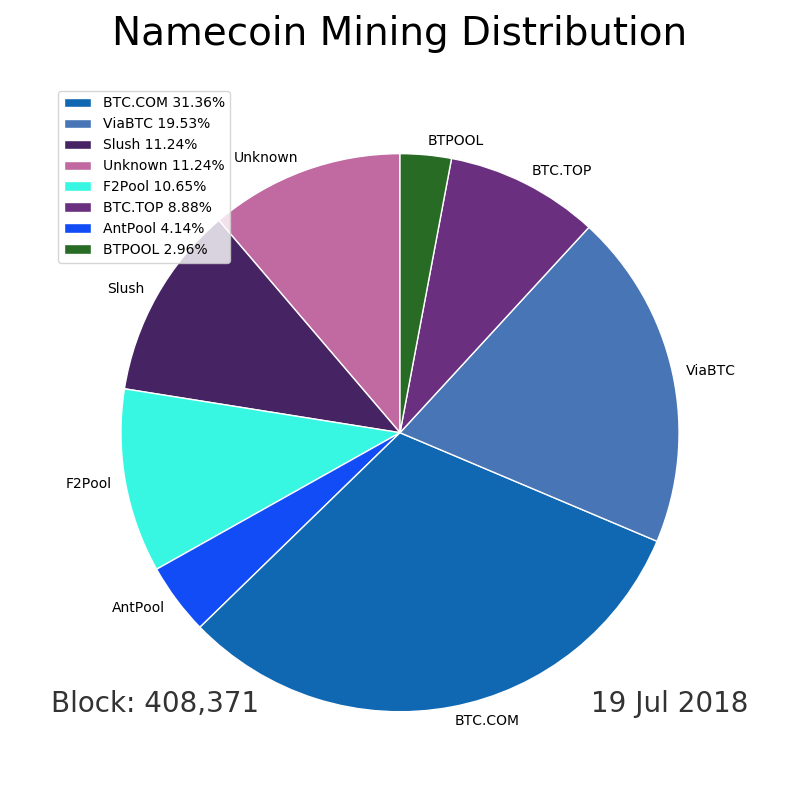 Namecoin Mining Distribution
BTC.COM 31.36%
ViaBTC 19.53%
Slush 11.24%
Unknown 11.24%
F2Pool 10.65%
BTC.TOP 8.88%
AntPool 4.14%
BTPOOL 2.96%
BTPOOL
Unknown
BTC.TOP
Slush
ViaBTC
F2Pool
AntPool
BTC.COM
Block: 408,371
19 Jul 2018